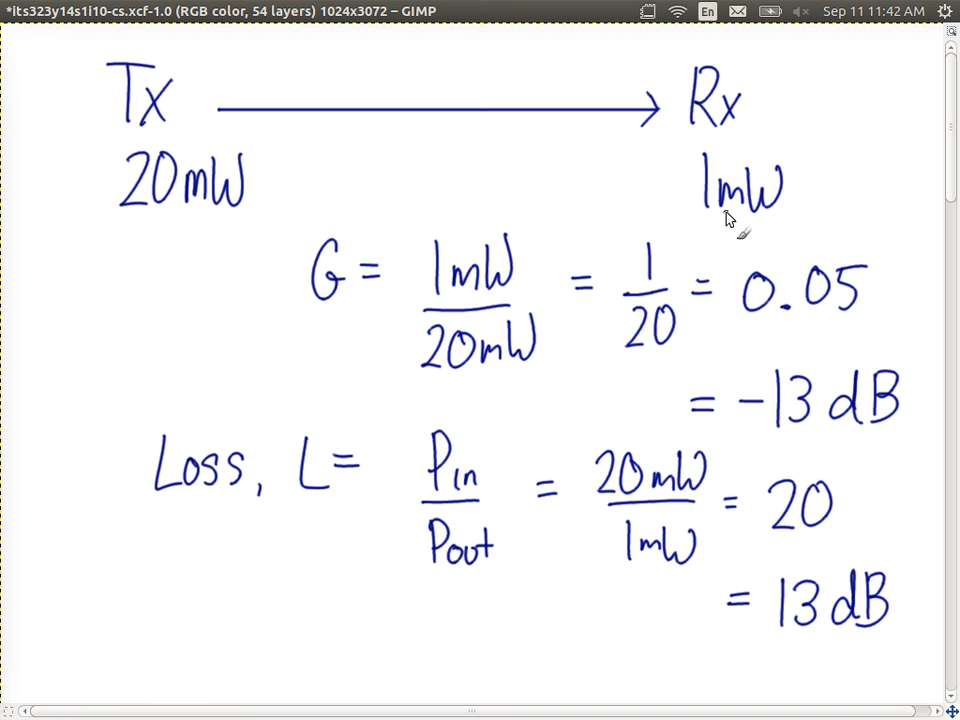 *its323y14s1i10-cs.xcf-1.0 (RGB color, 54 layers) 1024x3072 – GIMP En Sep 11 11:42 AM
Tx Rx
20mW 1mW
G = 1mW / 20mW = 1 / 20 = 0.05
= -13 dB
Loss, L = Pin / Pout = 20mW / 1mW = 20
= 13 dB